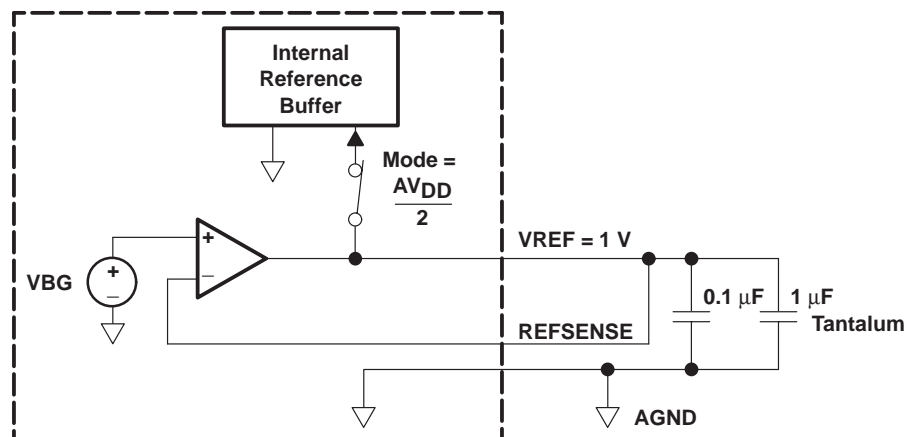 Internal
Reference
Buffer
Mode =
AVDD
2
VREF = 1 V
+
−
VBG
+
−
0.1 μF
1 μF
Tantalum
REFSENSE
AGND